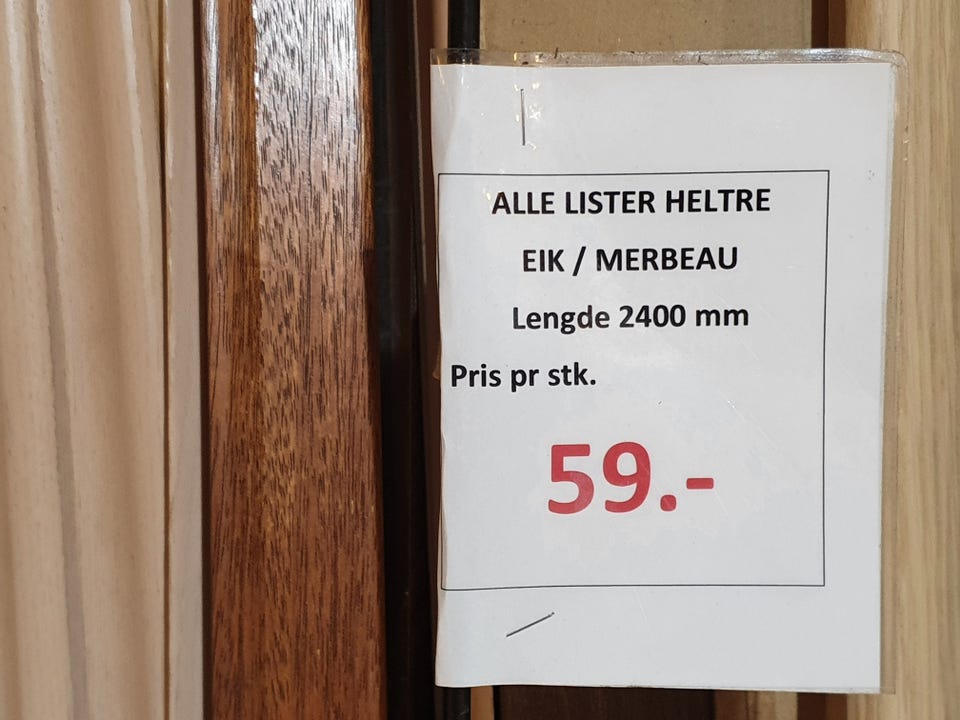 ALLE LISTER HELTRE
EIK / MERBEAU
Lengde 2400 mm
Pris pr stk.
59.-